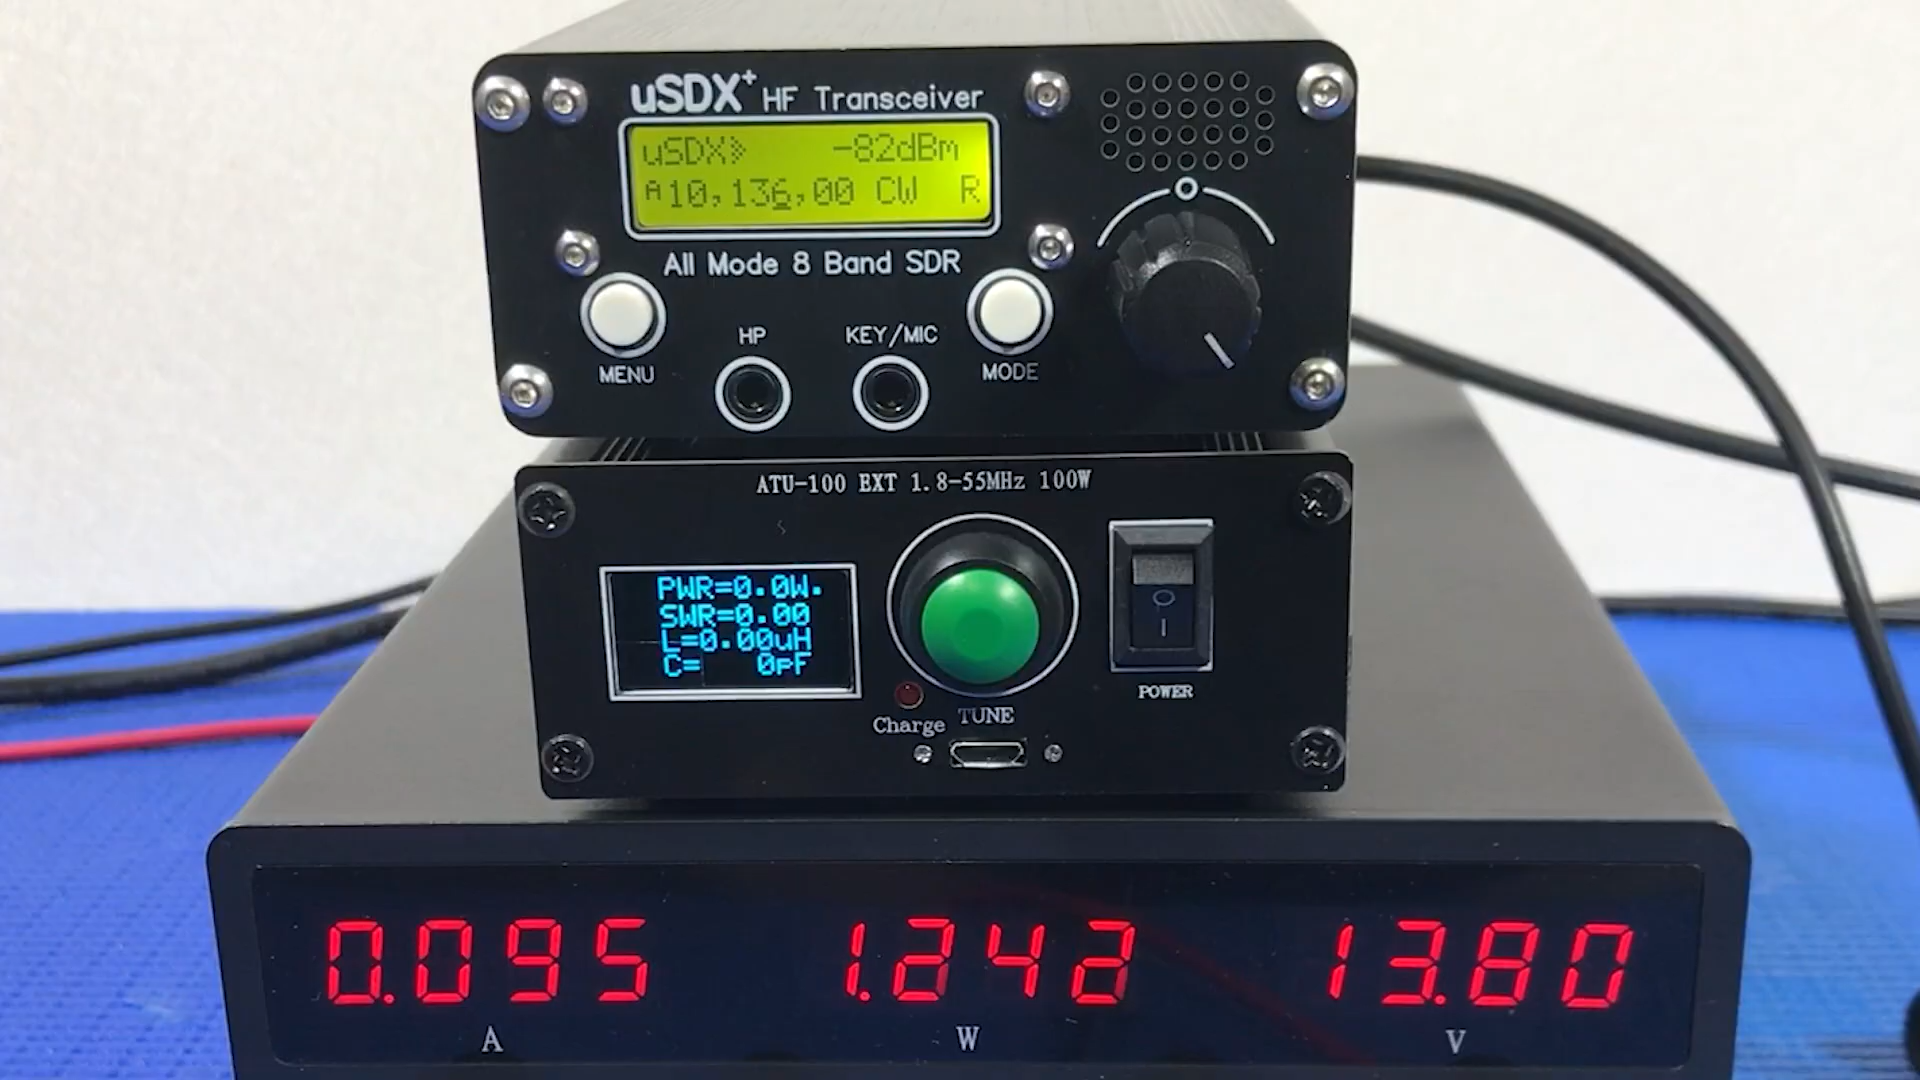 uSDX+ HF Transceiver
uSDX» -82dBm
A10,136,00 CW R
All Mode 8 Band SDR
MENU
HP
KEY/MIC
MODE
ATU-100 EXT 1.8-55MHz 100W
PWR=0.0W.
SWR=0.00
L=0.00uH
C= 0pF
Charge
TUNE
POWER
0.095
A
1.242
W
13.80
V